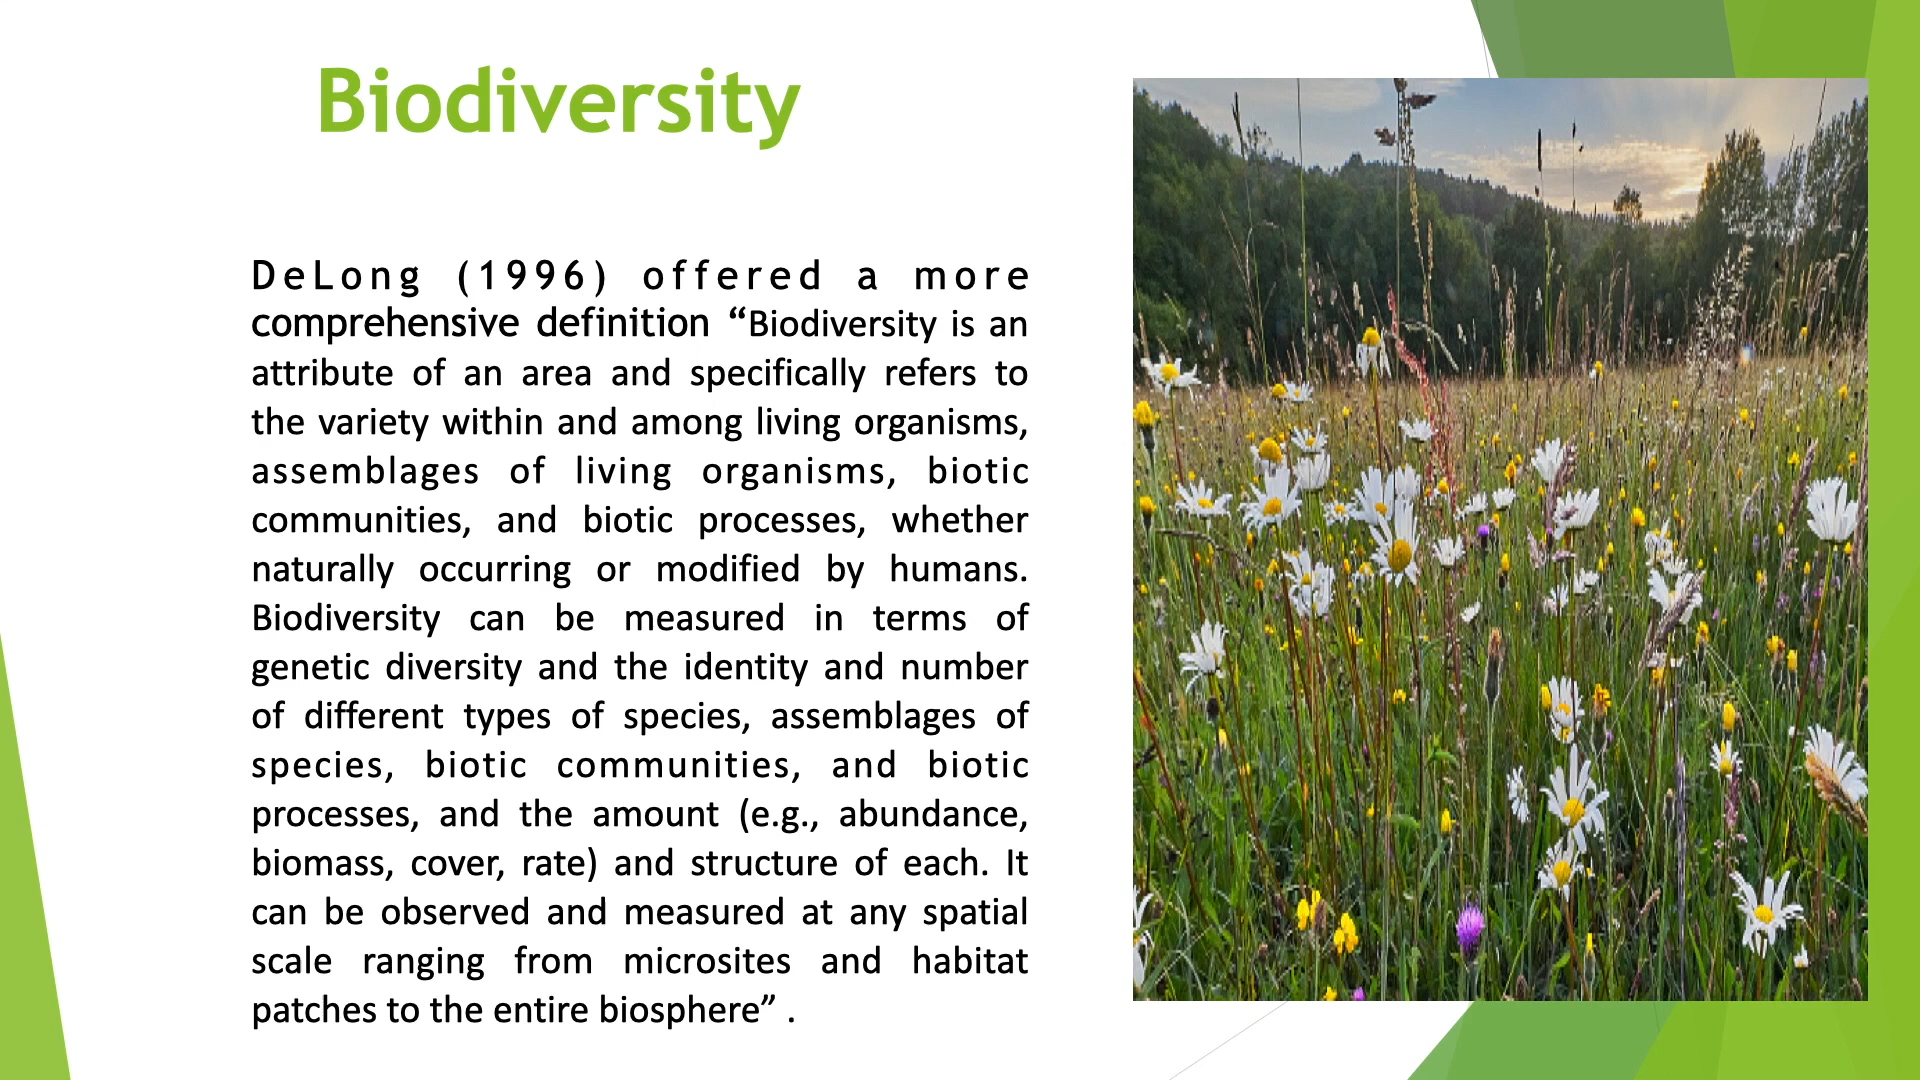 Biodiversity
DeLong (1996) offered a more
comprehensive definition “Biodiversity is an
attribute of an area and specifically refers to
the variety within and among living organisms,
assemblages of living organisms, biotic
communities, and biotic processes, whether
naturally occurring or modified by humans.
Biodiversity can be measured in terms of
genetic diversity and the identity and number
of different types of species, assemblages of
species, biotic communities, and biotic
processes, and the amount (e.g., abundance,
biomass, cover, rate) and structure of each. It
can be observed and measured at any spatial
scale ranging from microsites and habitat
patches to the entire biosphere” .